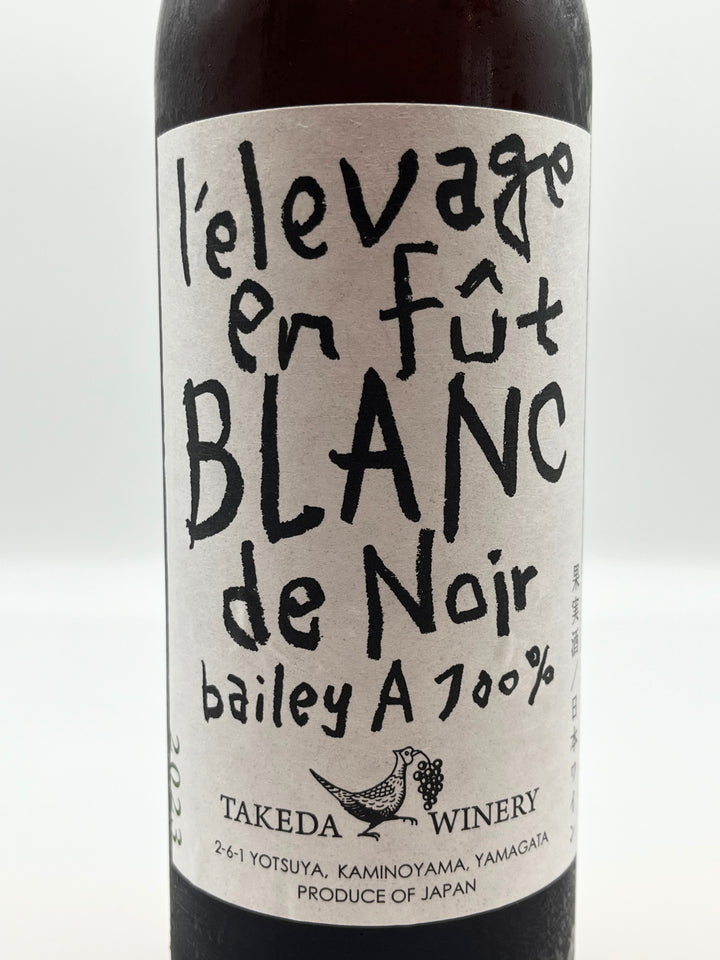 l'élevage
en fût
BLANC
de Noir
bailey A 100%
TAKEDA WINERY
2-6-1 YOTSUYA, KAMINOYAMA, YAMAGATA
PRODUCE OF JAPAN
2023
果実酒／日本ワイン